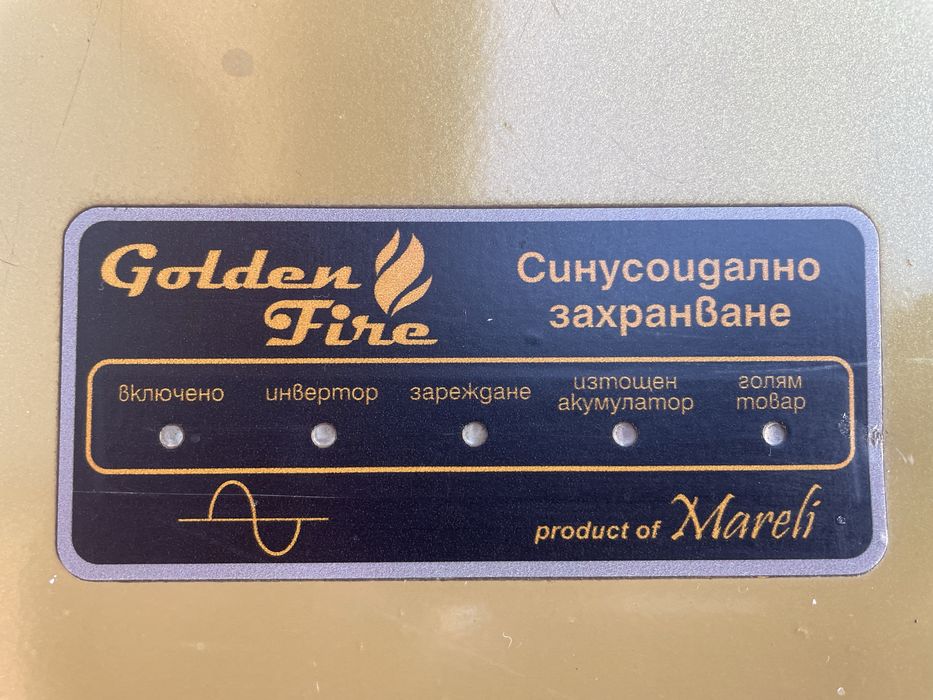 Golden
Fire
Синусоидално
захранване
включено
инвертор
зареждане
изтощен
акумулатор
голям
товар
product of Mareli